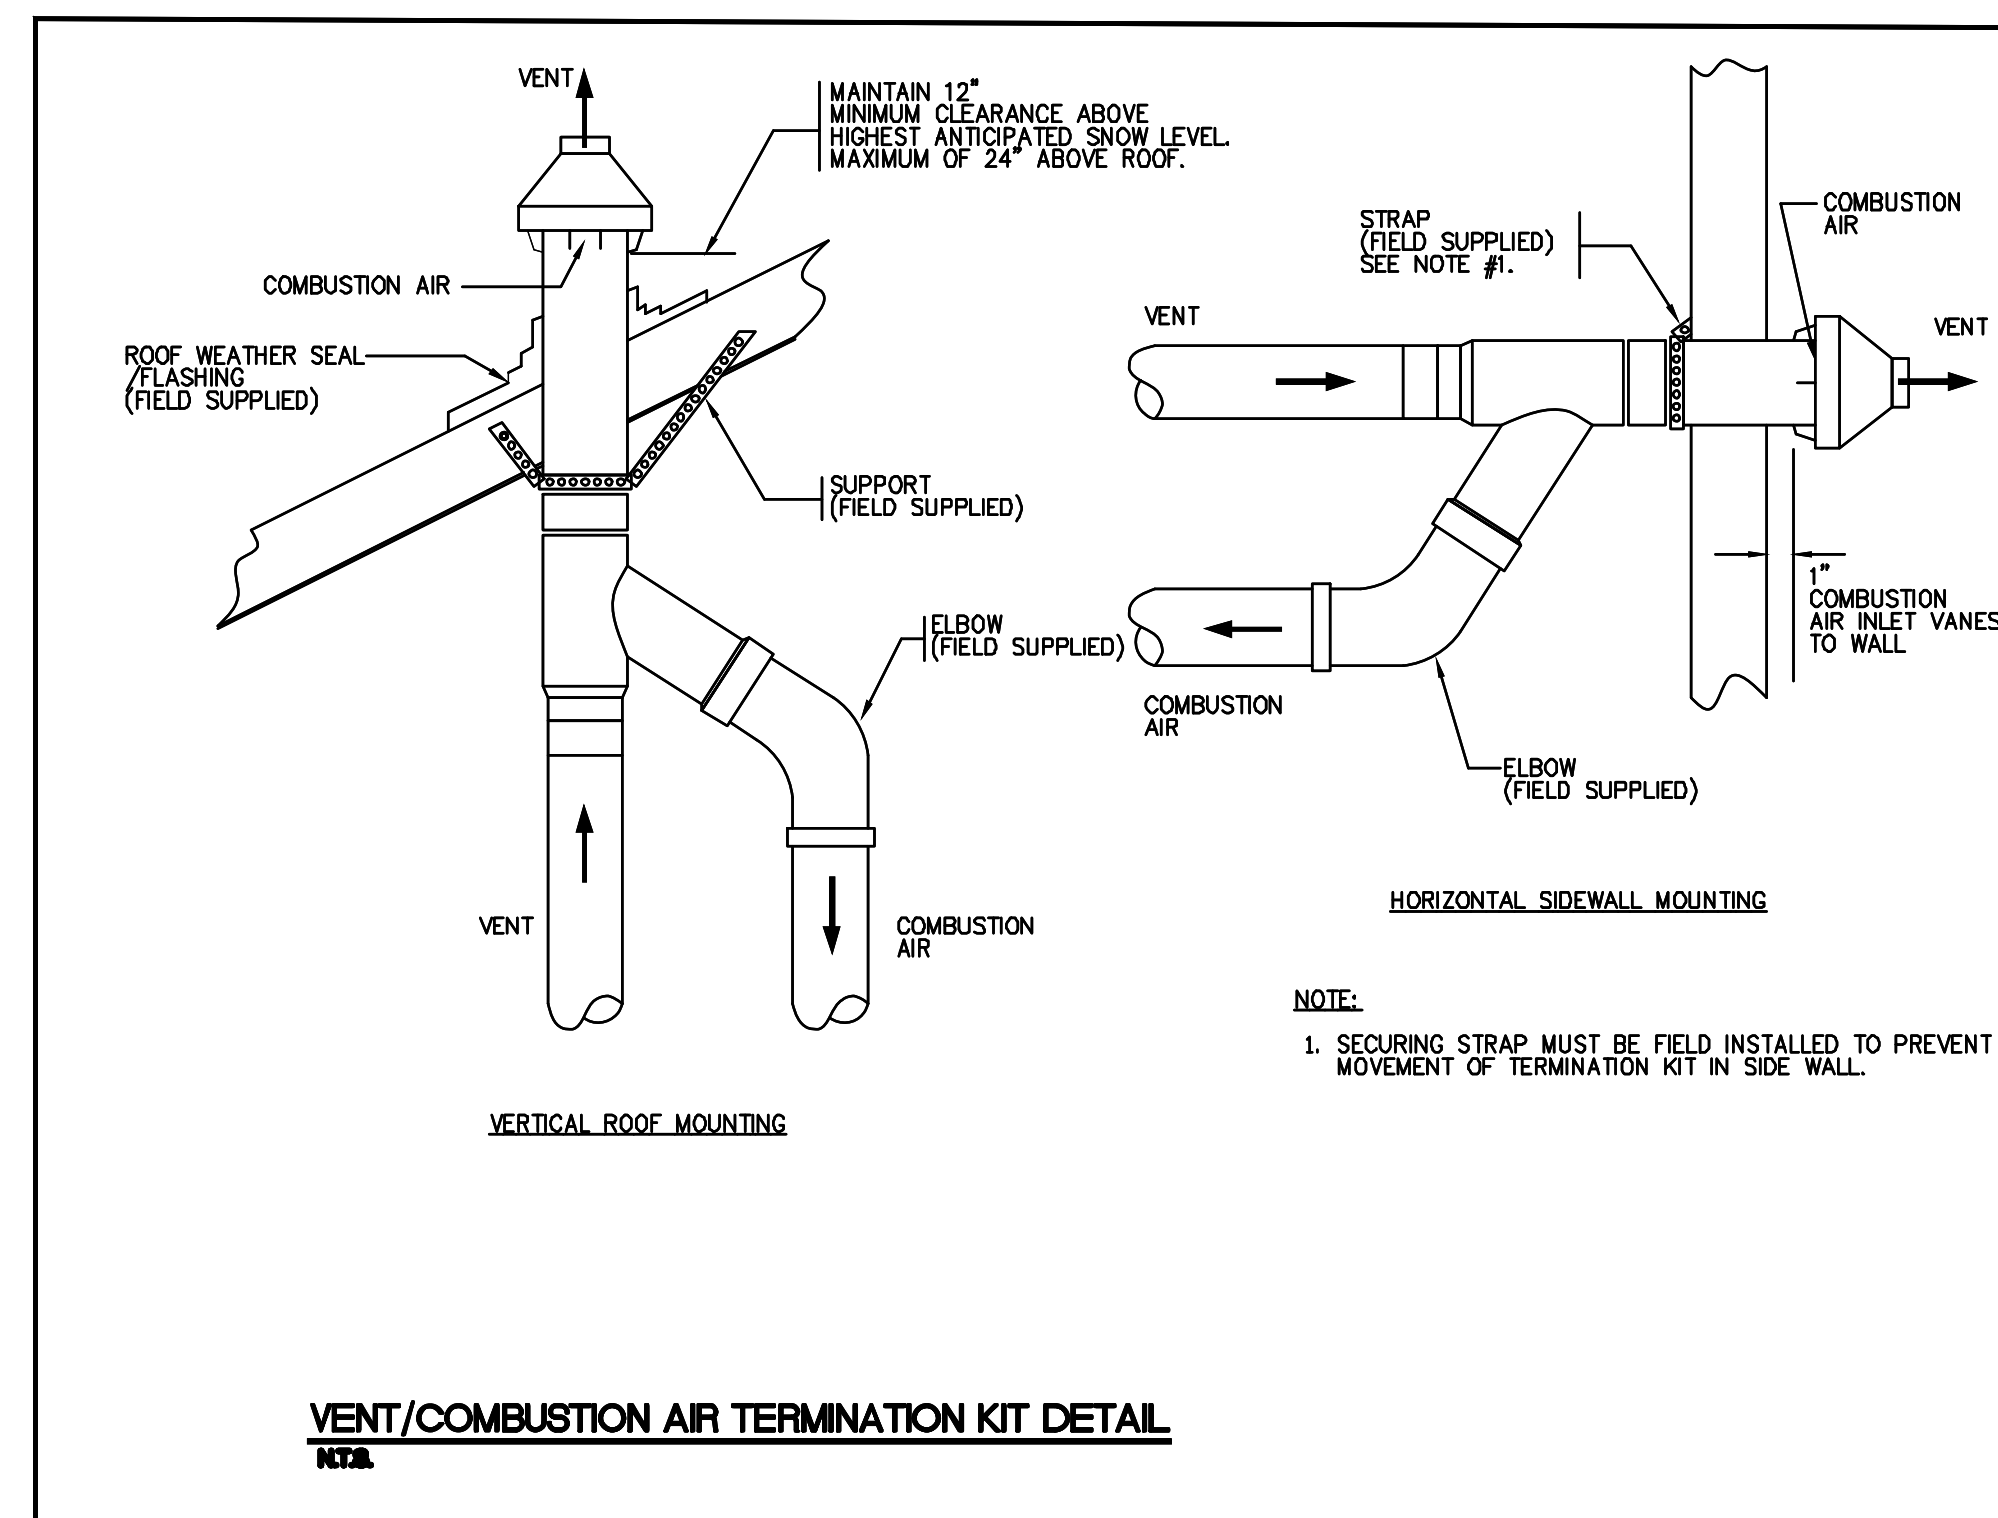 VENT
MAINTAIN 12"
MINIMUM CLEARANCE ABOVE
HIGHEST ANTICIPATED SNOW LEVEL.
MAXIMUM OF 24" ABOVE ROOF.
COMBUSTION AIR
ROOF WEATHER SEAL
/FLASHING
(FIELD SUPPLIED)
SUPPORT
(FIELD SUPPLIED)
ELBOW
(FIELD SUPPLIED)
VENT
COMBUSTION
AIR
VERTICAL ROOF MOUNTING
STRAP
(FIELD SUPPLIED)
SEE NOTE #1.
COMBUSTION
AIR
VENT
VENT
1"
COMBUSTION
AIR INLET VANES
TO WALL
COMBUSTION
AIR
ELBOW
(FIELD SUPPLIED)
HORIZONTAL SIDEWALL MOUNTING
NOTE:
1. SECURING STRAP MUST BE FIELD INSTALLED TO PREVENT
MOVEMENT OF TERMINATION KIT IN SIDE WALL.
VENT/COMBUSTION AIR TERMINATION KIT DETAIL
N.T.S.